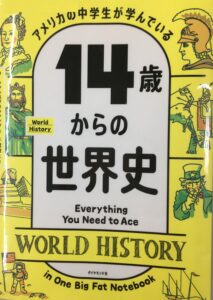 アメリカの中学生が学んでいる
14歳
からの
世界史
World
History
Everything
You Need to Ace
WORLD HISTORY
in One Big Fat Notebook
ダイヤモンド社